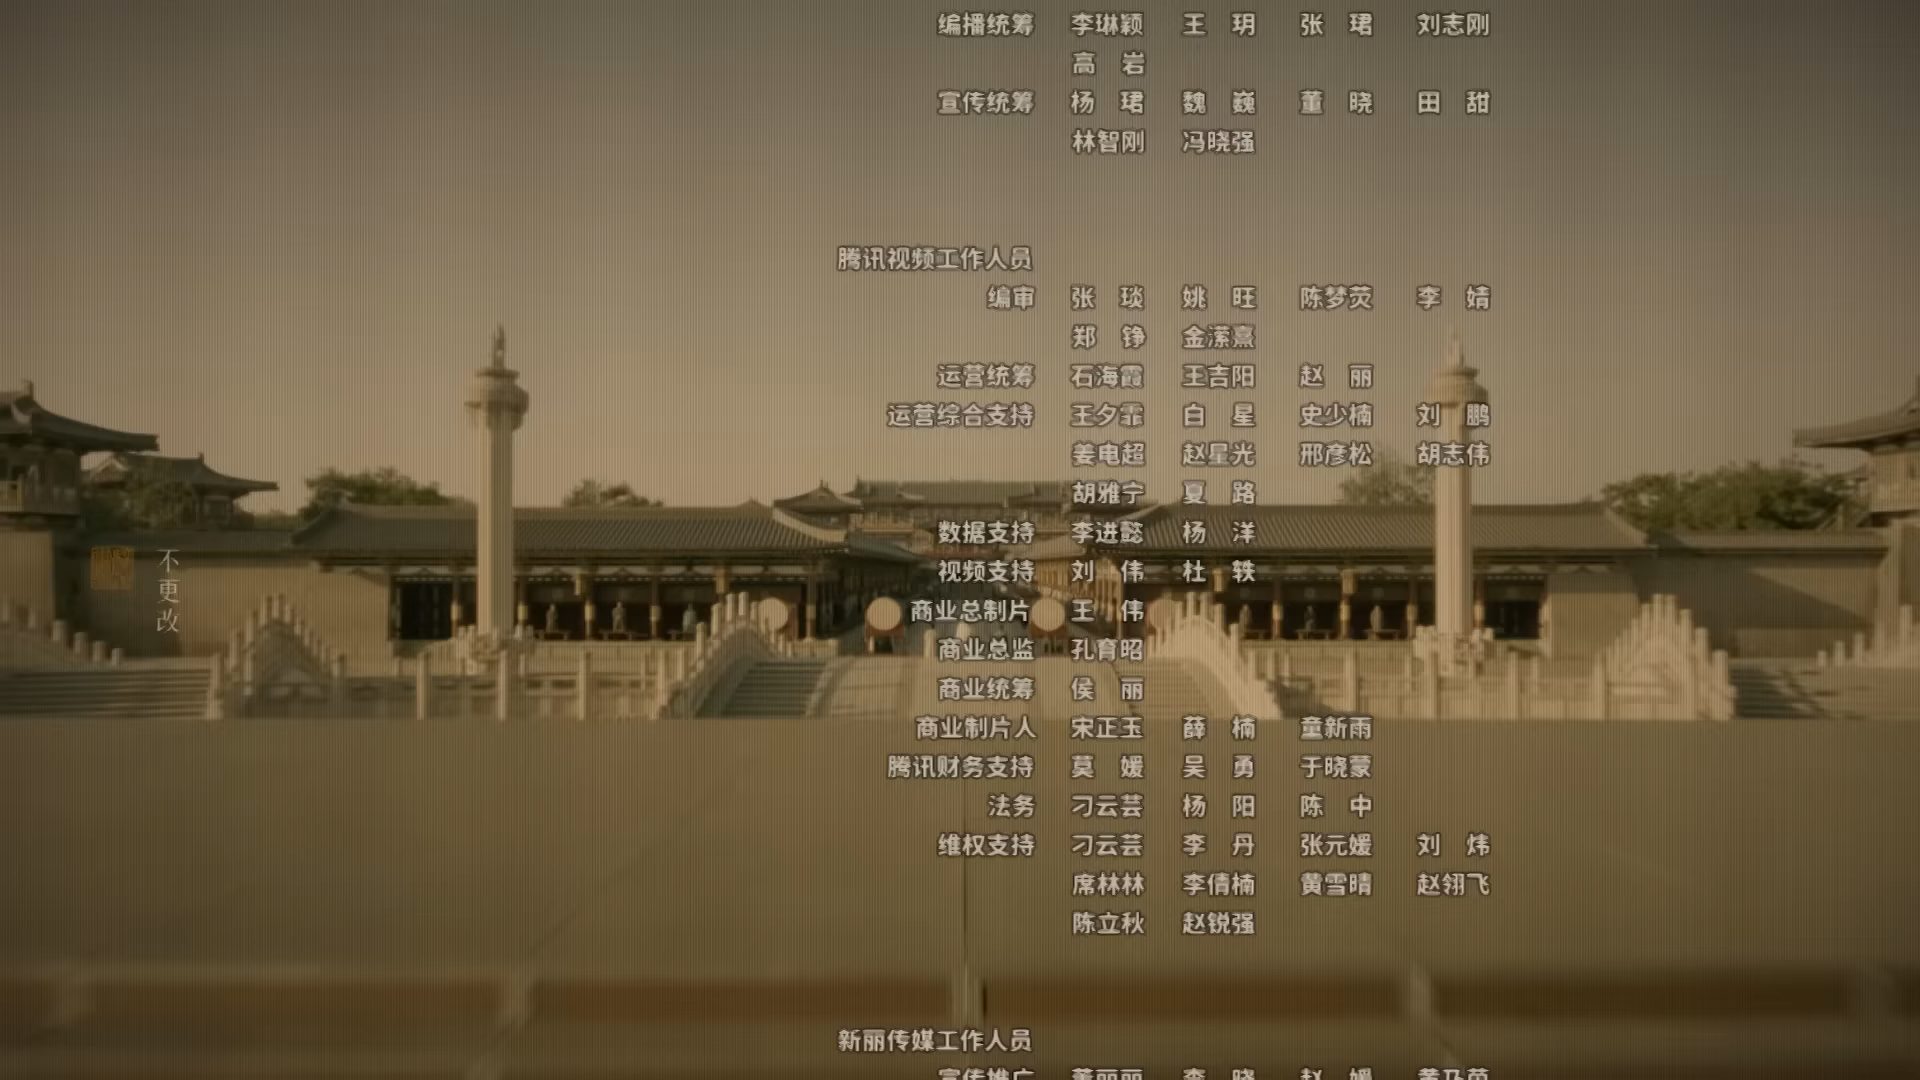 编播统筹 李琳颖 王玥 张珺 刘志刚
高岩
宣传统筹 杨珺 魏巍 董晓 田甜
林智刚 冯晓强
腾讯视频工作人员
编审 张琰 姚旺 陈梦荧 李婧
郑铮 金潆熹
运营统筹 石海霞 王吉阳 赵丽
运营综合支持 王夕霏 白星 史少楠 刘鹏
姜电超 赵星光 邢彦松 胡志伟
胡雅宁 夏路
数据支持 李进懿 杨洋
视频支持 刘伟 杜轶
商业总制片 王伟
商业总监 孔育昭
商业统筹 侯丽
商业制片人 宋正玉 薛楠 童新雨
腾讯财务支持 莫媛 吴勇 于晓蒙
法务 刁云芸 杨阳 陈中
维权支持 刁云芸 李丹 张元媛 刘炜
席林林 李倩楠 黄雪晴 赵翎飞
陈立秋 赵锐强
新丽传媒工作人员
宣传推广 李晓 赵媛
不更改